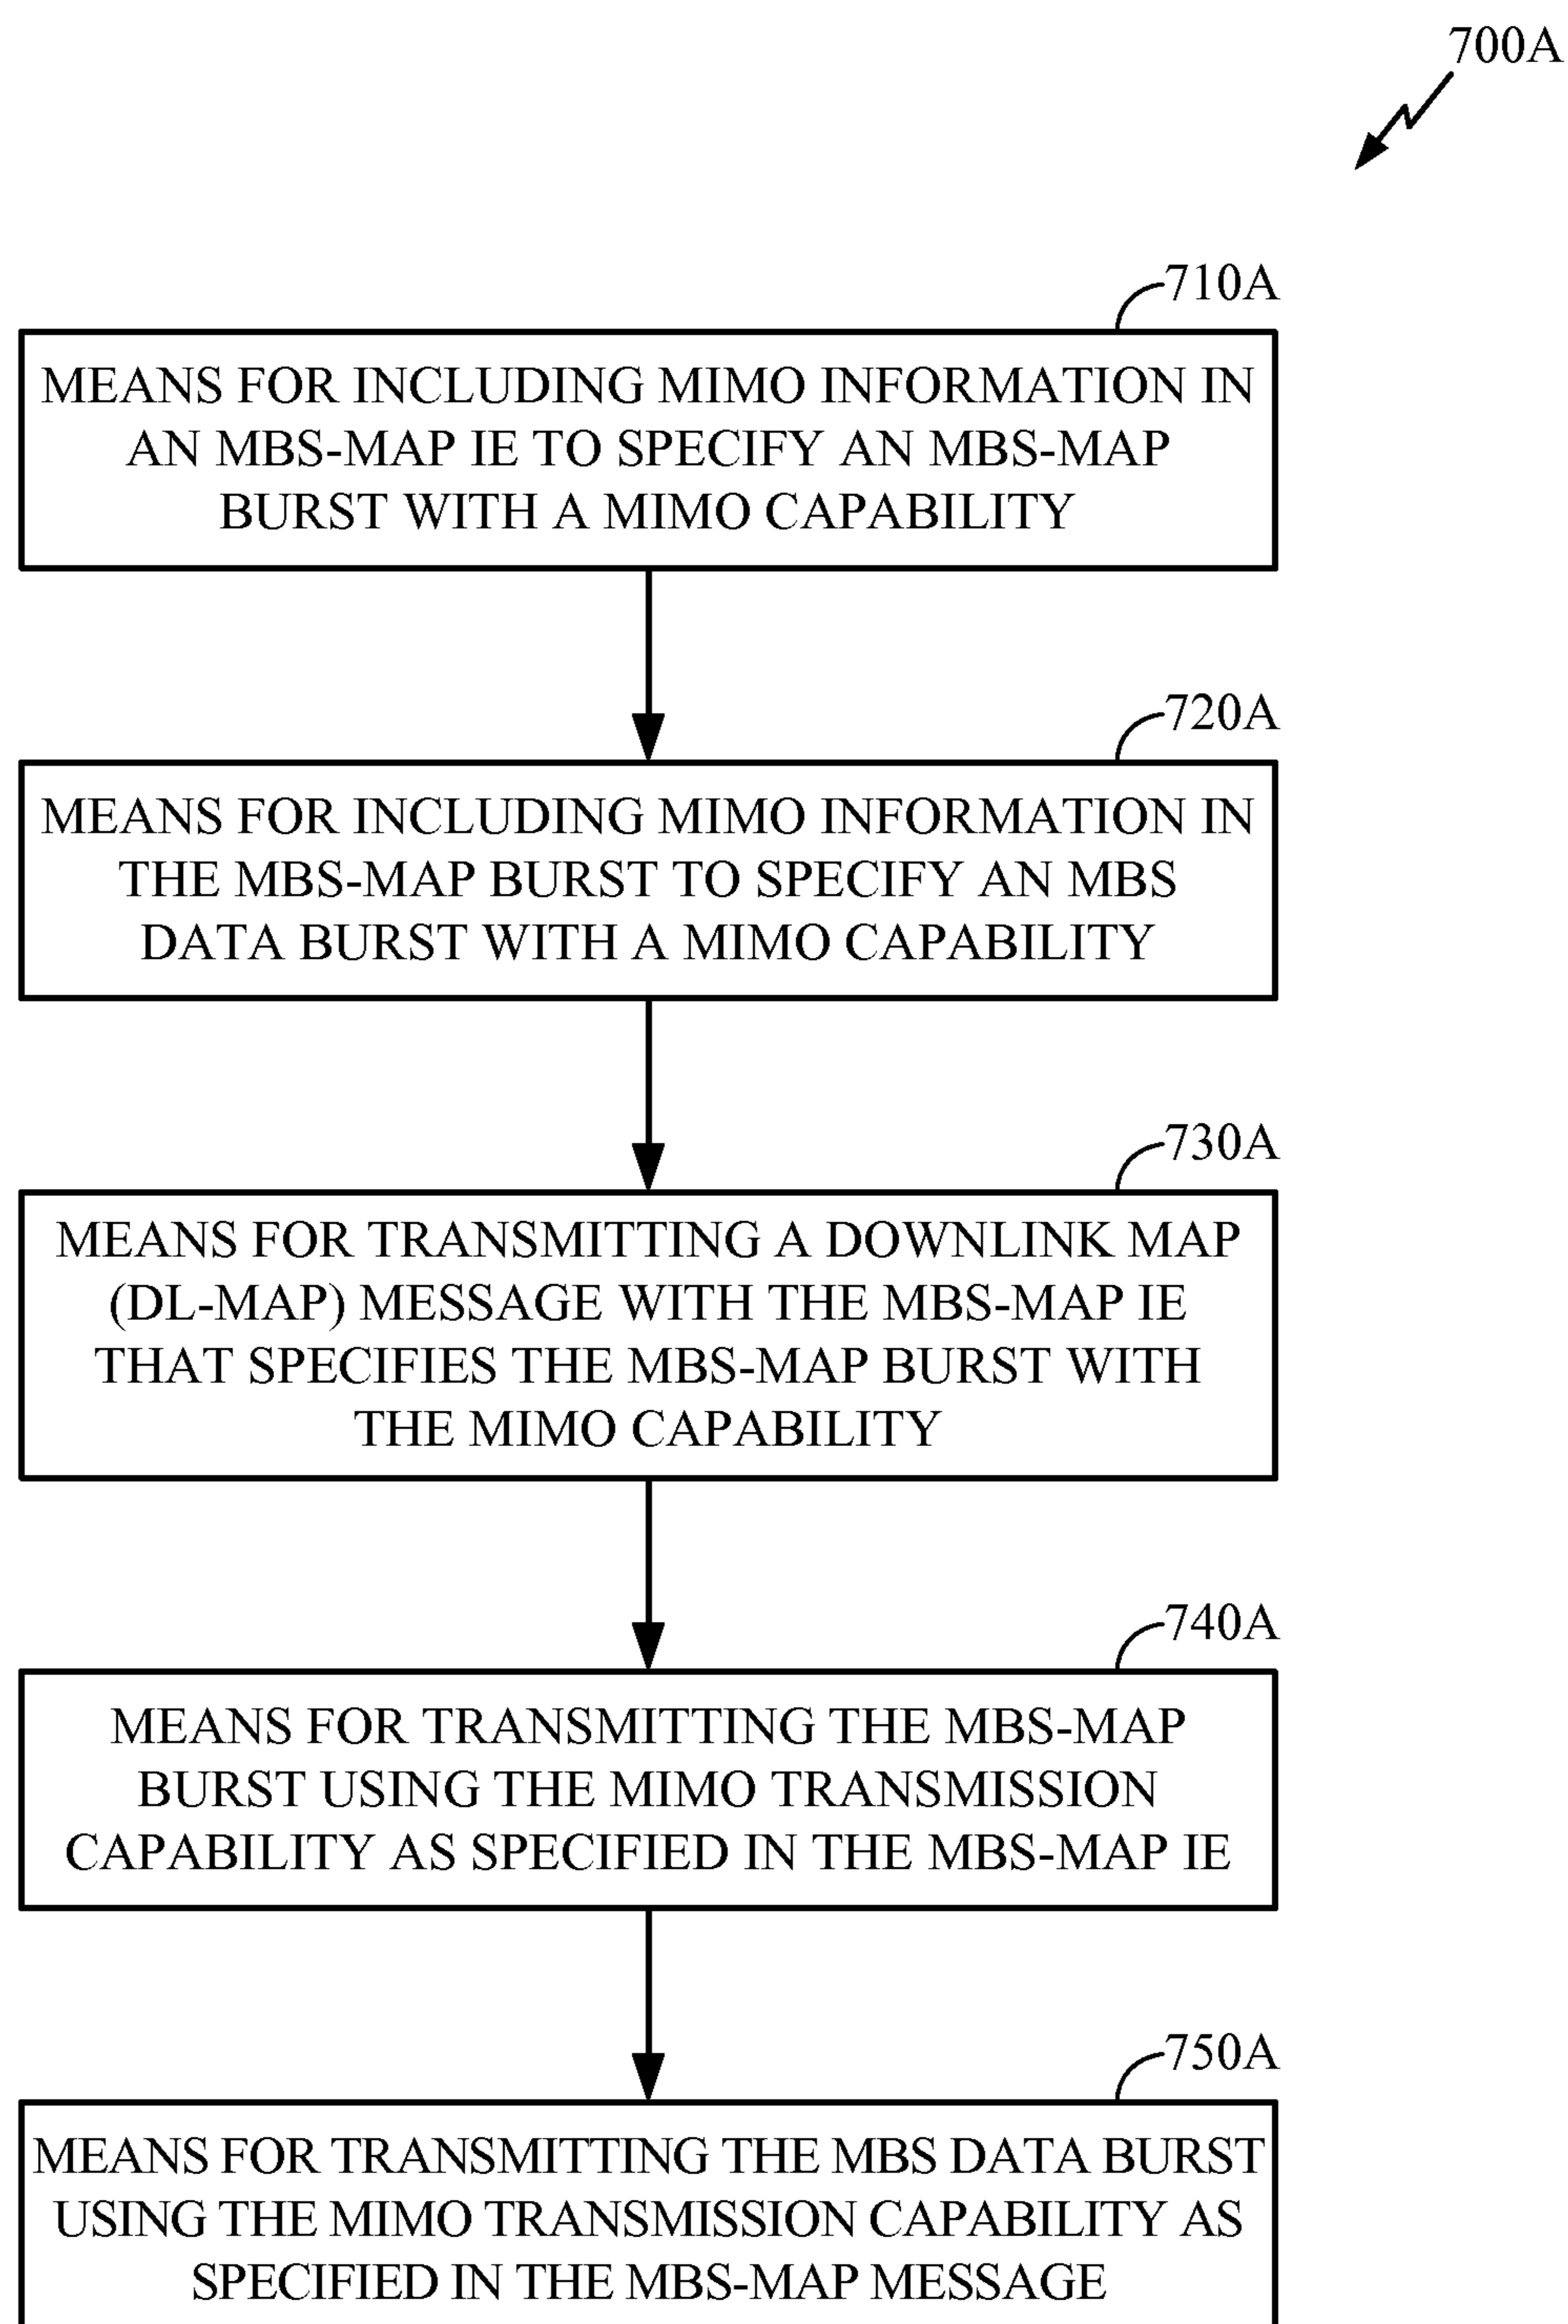 700A
710A
MEANS FOR INCLUDING MIMO INFORMATION IN
AN MBS-MAP IE TO SPECIFY AN MBS-MAP
BURST WITH A MIMO CAPABILITY
720A
MEANS FOR INCLUDING MIMO INFORMATION IN
THE MBS-MAP BURST TO SPECIFY AN MBS
DATA BURST WITH A MIMO CAPABILITY
730A
MEANS FOR TRANSMITTING A DOWNLINK MAP
(DL-MAP) MESSAGE WITH THE MBS-MAP IE
THAT SPECIFIES THE MBS-MAP BURST WITH
THE MIMO CAPABILITY
740A
MEANS FOR TRANSMITTING THE MBS-MAP
BURST USING THE MIMO TRANSMISSION
CAPABILITY AS SPECIFIED IN THE MBS-MAP IE
750A
MEANS FOR TRANSMITTING THE MBS DATA BURST
USING THE MIMO TRANSMISSION CAPABILITY AS
SPECIFIED IN THE MBS-MAP MESSAGE